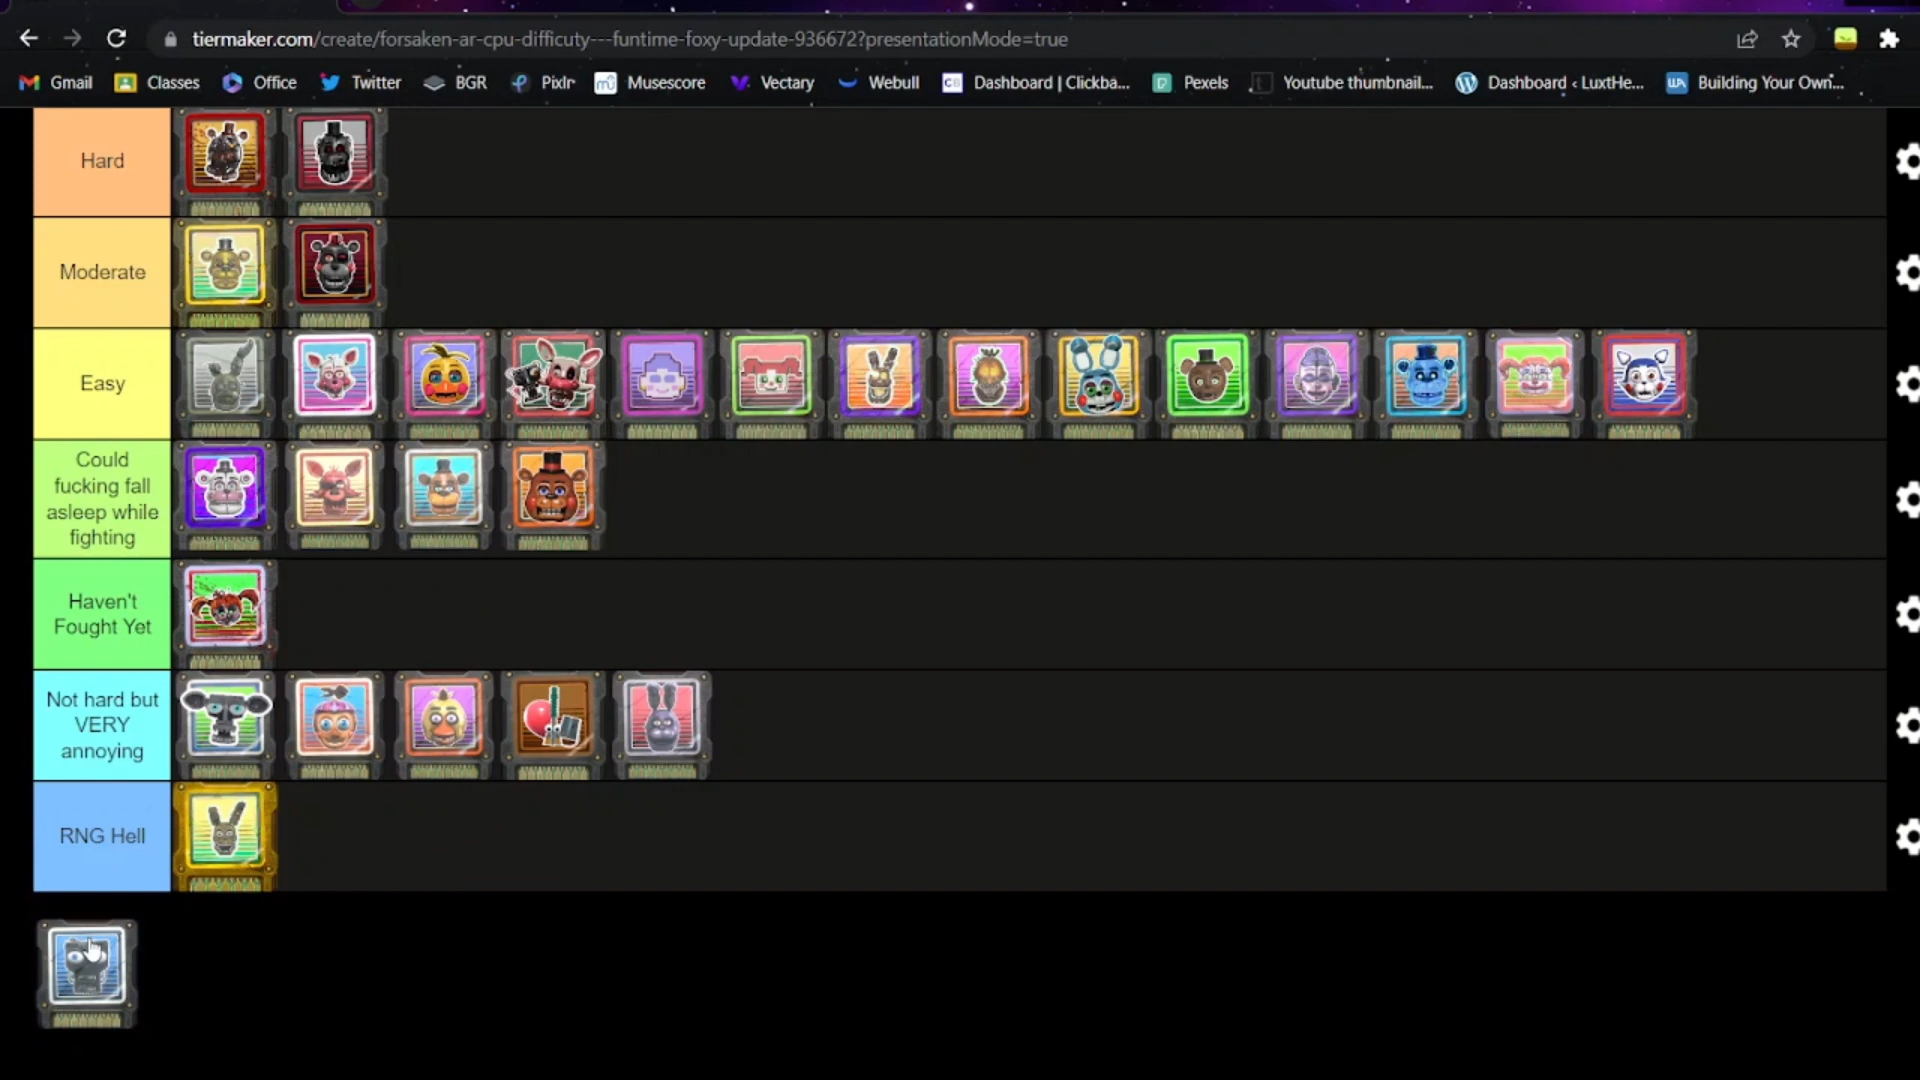 tiermaker.com/create/forsaken-ar-cpu-difficuty---funtime-foxy-update-936672?presentationMode=true
Gmail Classes Office Twitter BGR Pixlr Musescore Vectary Webull Dashboard | Clickba... Pexels Youtube thumbnail... Dashboard ‹ LuxtHe... Building Your Own...
Hard
Moderate
Easy
Could
fucking fall
asleep while
fighting
Haven't
Fought Yet
Not hard but
VERY
annoying
RNG Hell